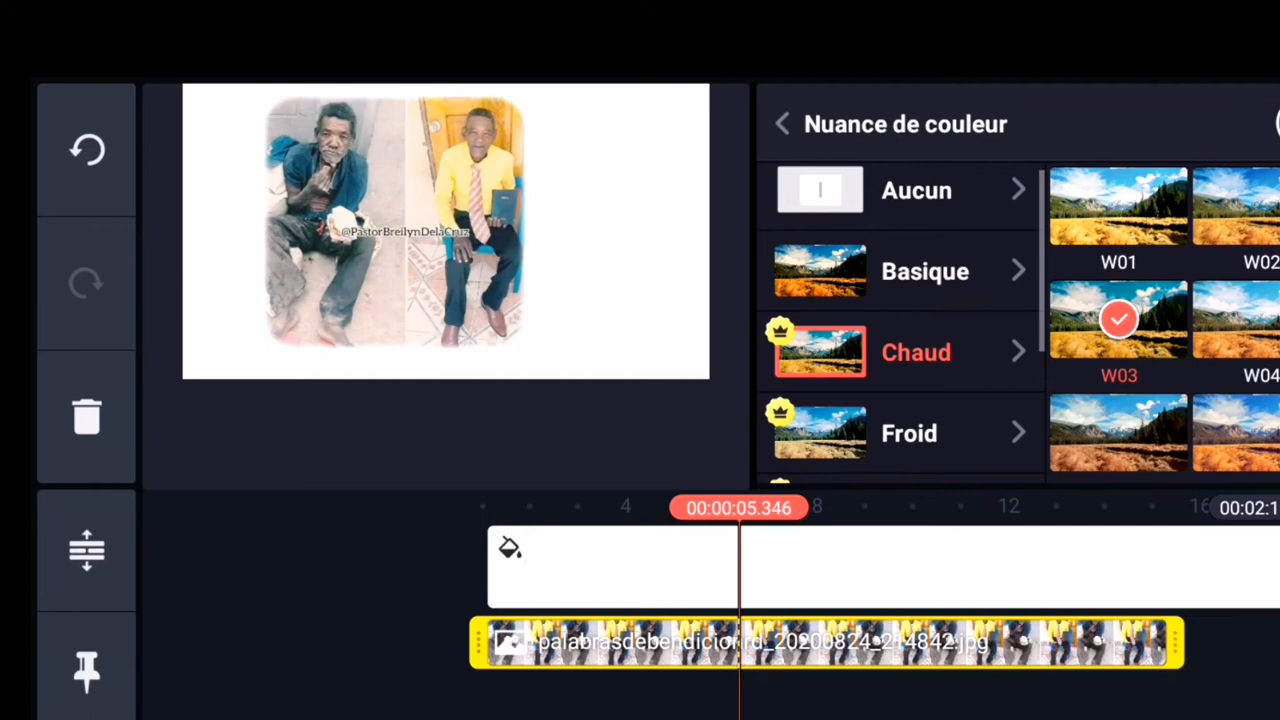 Nuance de couleur
Aucun
Basique
Chaud
Froid
W01
W02
W03
W04
@PastorBreilynDelaCruz
4
00:00:05.346
8
12
16
00:02:1
palabrasdebendicionrd_20200824_214842.jpg